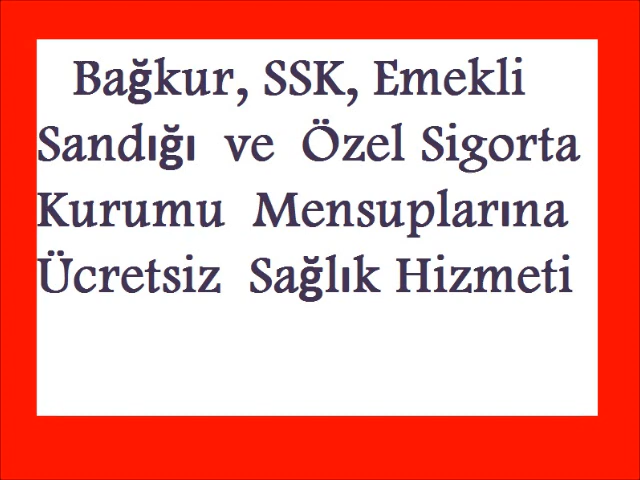 Bağkur, SSK, Emekli
Sandığı ve Özel Sigorta
Kurumu Mensuplarına
Ücretsiz Sağlık Hizmeti